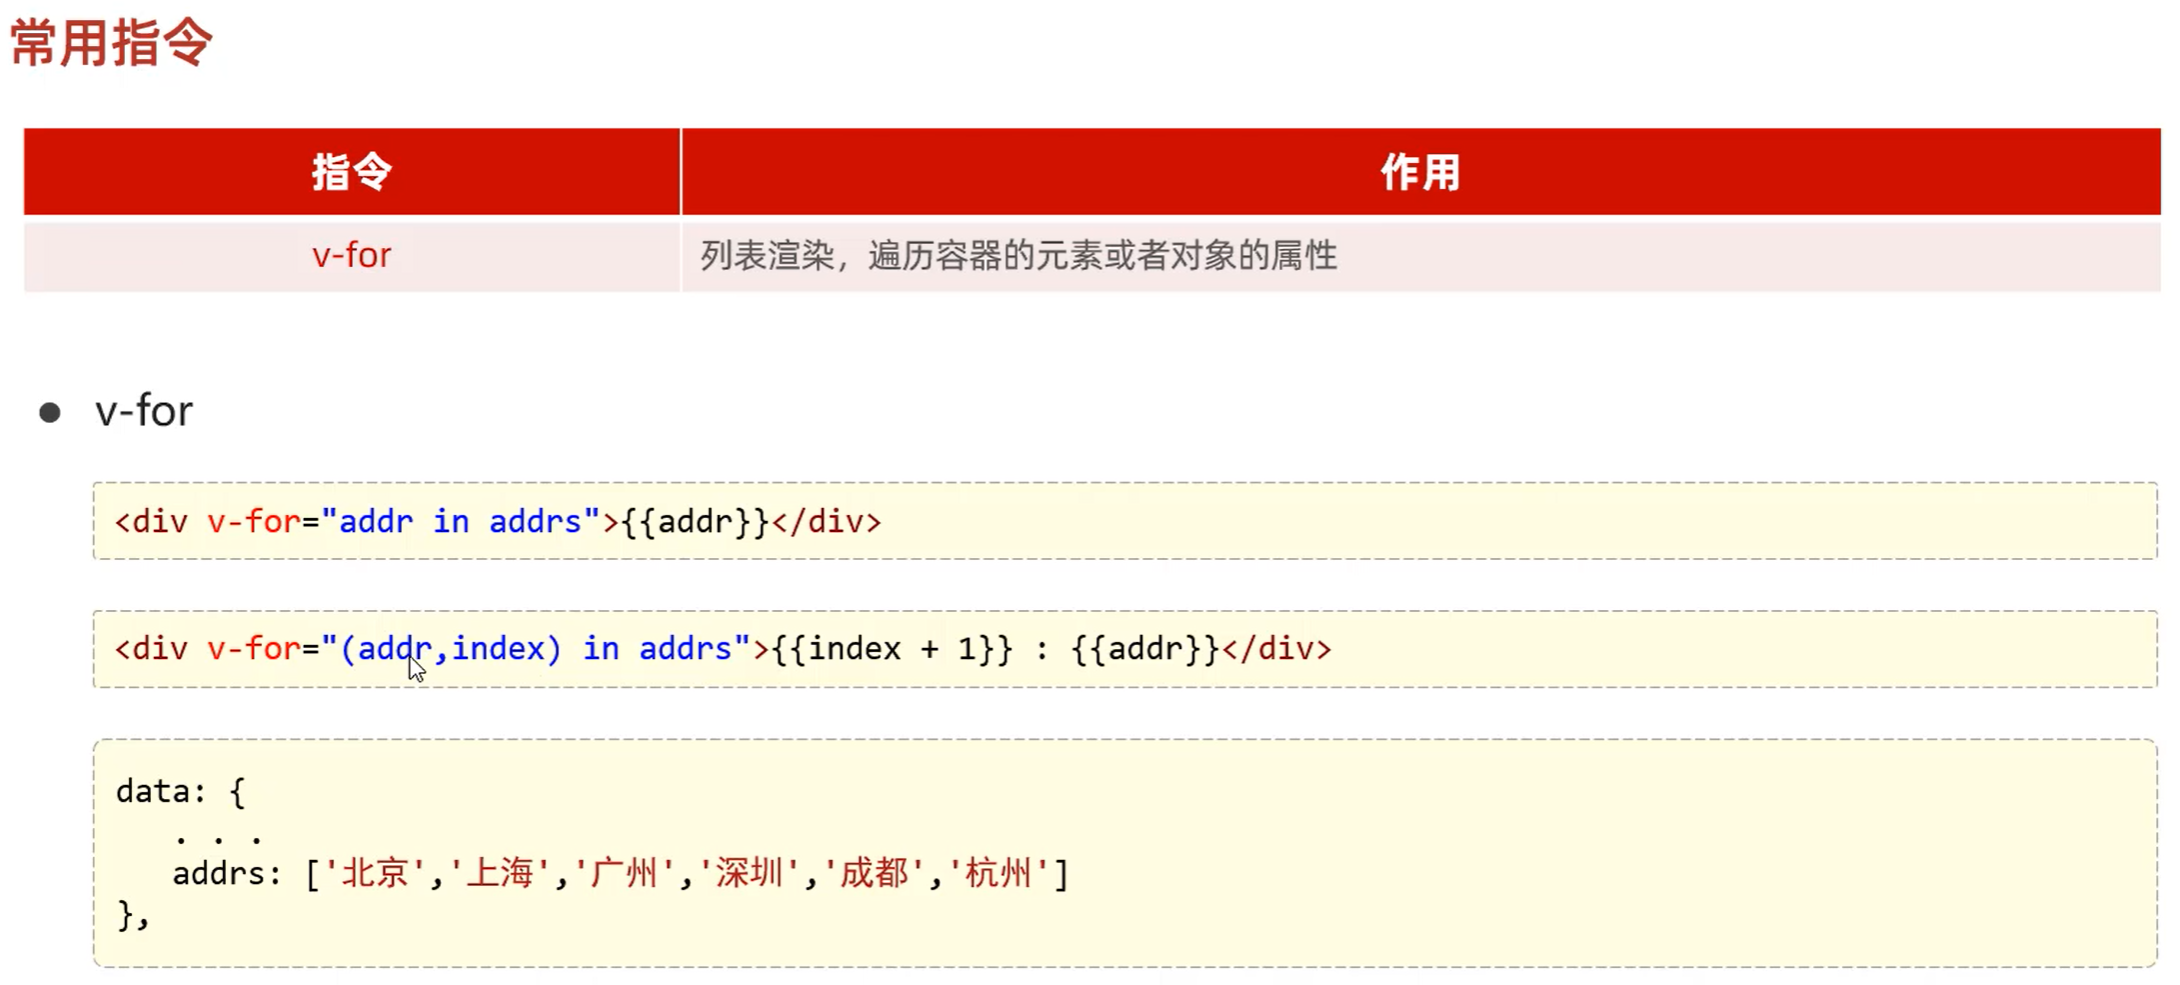 常用指令
指令 作用
v-for 列表渲染，遍历容器的元素或者对象的属性
● v-for
<div v-for="addr in addrs">{{addr}}</div>
<div v-for="(addr,index) in addrs">{{index + 1}} : {{addr}}</div>
data: {
. . .
addrs: ['北京','上海','广州','深圳','成都','杭州']
},